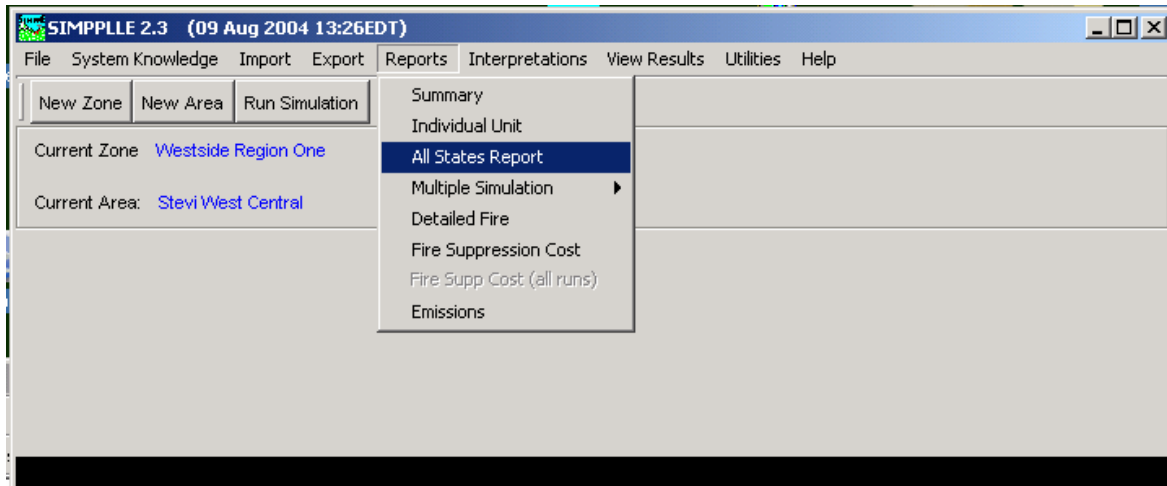 SIMPPLLE 2.3 (09 Aug 2004 13:26EDT)
File System Knowledge Import Export Reports Interpretations View Results Utilities Help
New Zone New Area Run Simulation
Summary
Individual Unit
Current Zone Westside Region One
All States Report
Multiple Simulation
Current Area: Stevi West Central
Detailed Fire
Fire Suppression Cost
Fire Supp Cost (all runs)
Emissions